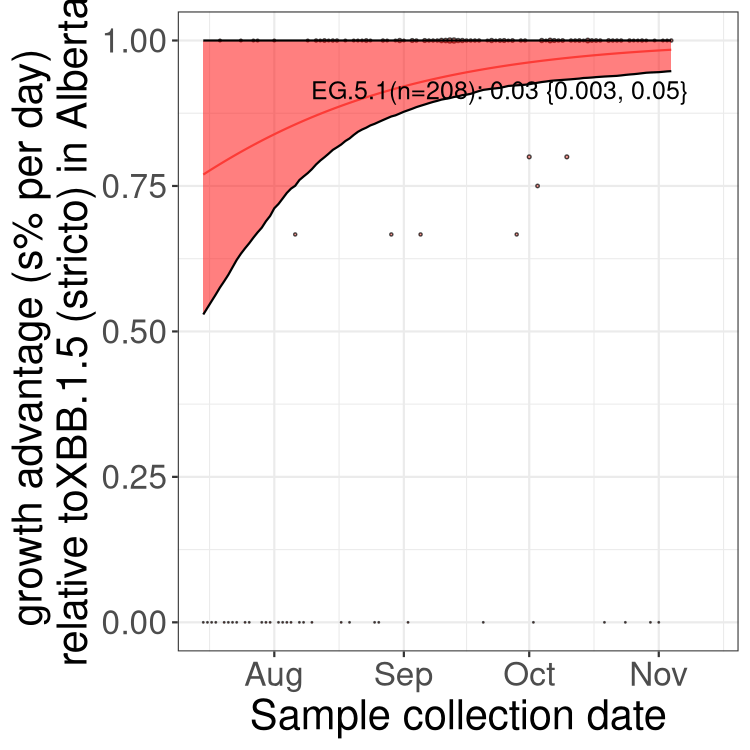 growth advantage (s% per day)
relative toXBB.1.5 (stricto) in Alberta
1.00
0.75
0.50
0.25
0.00
EG.5.1(n=208): 0.03 {0.003, 0.05}
Aug Sep Oct Nov
Sample collection date